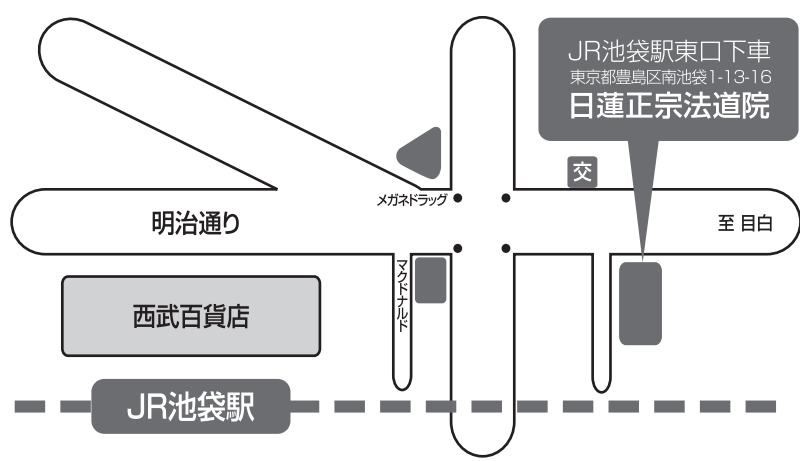 JR池袋駅東口下車
東京都豊島区南池袋1-13-16
日蓮正宗法道院
交
メガネドラッグ
明治通り
至 目白
マクドナルド
西武百貨店
JR池袋駅